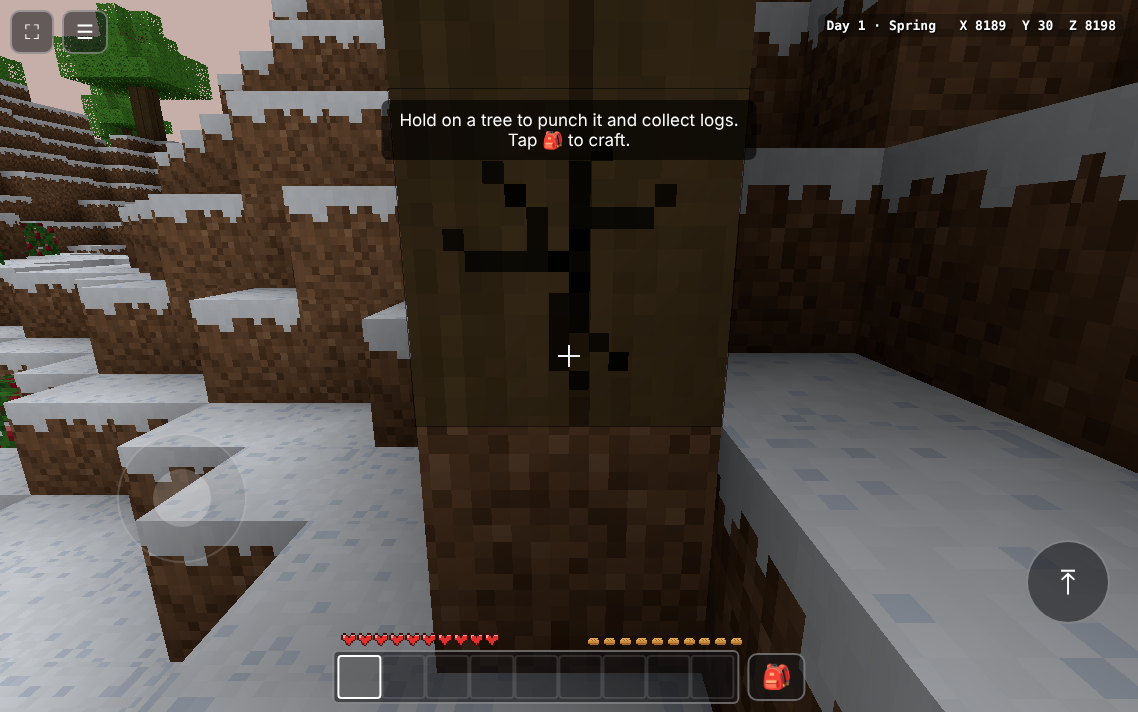 Day 1 · Spring X 8189 Y 30 Z 8198
Hold on a tree to punch it and collect logs.
Tap 🎒 to craft.